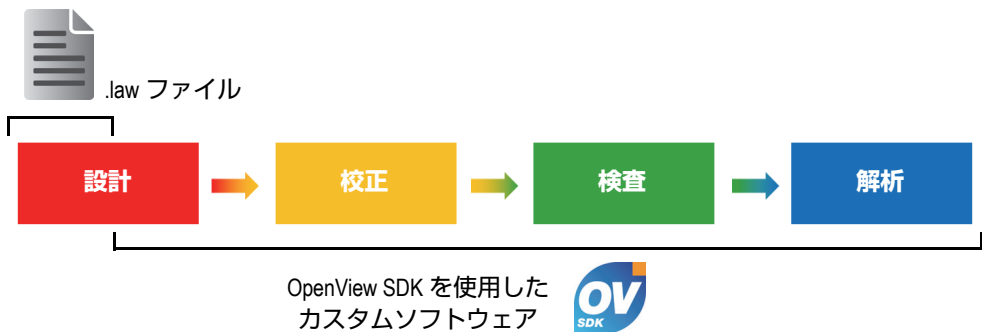 .law ファイル
設計
校正
検査
解析
OpenView SDK を使用した
カスタムソフトウェア
OV
SDK